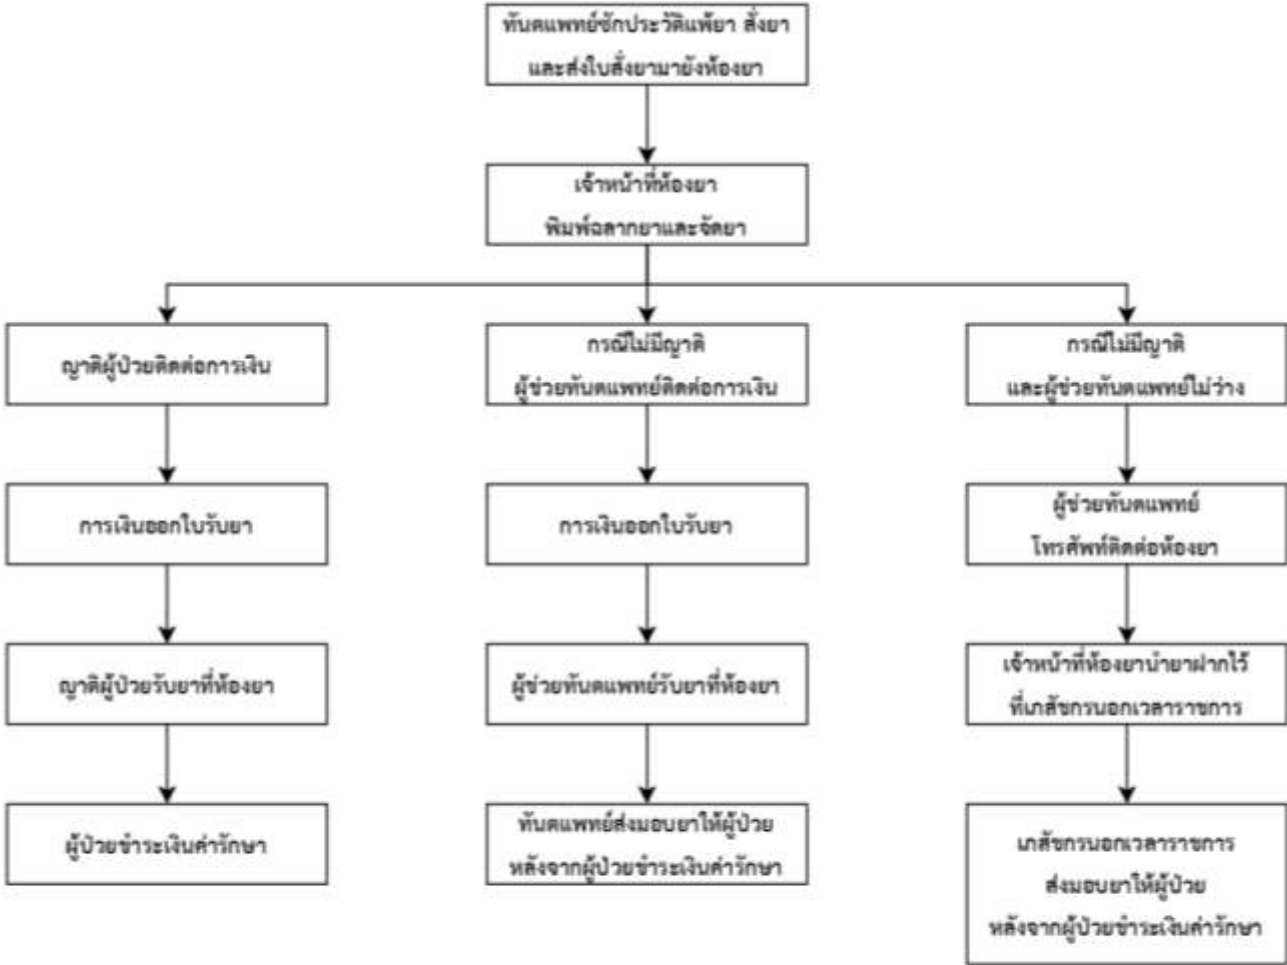 ทันตแพทย์ซักประวัติแพ้ยา สั่งยา
และส่งใบสั่งยามายังห้องยา
เจ้าหน้าที่ห้องยา
พิมพ์ฉลากยาและจัดยา
ญาติผู้ป่วยติดต่อการเงิน
กรณีไม่มีญาติ
ผู้ช่วยทันตแพทย์ติดต่อการเงิน
กรณีไม่มีญาติ
และผู้ช่วยทันตแพทย์ไม่ว่าง
การเงินออกใบรับยา
การเงินออกใบรับยา
ผู้ช่วยทันตแพทย์
โทรศัพท์ติดต่อห้องยา
ญาติผู้ป่วยรับยาที่ห้องยา
ผู้ช่วยทันตแพทย์รับยาที่ห้องยา
เจ้าหน้าที่ห้องยานำยาฝากไว้
ที่เภสัชกรนอกเวลาราชการ
ผู้ป่วยชำระเงินค่ารักษา
ทันตแพทย์ส่งมอบยาให้ผู้ป่วย
หลังจากผู้ป่วยชำระเงินค่ารักษา
เภสัชกรนอกเวลาราชการ
ส่งมอบยาให้ผู้ป่วย
หลังจากผู้ป่วยชำระเงินค่ารักษา